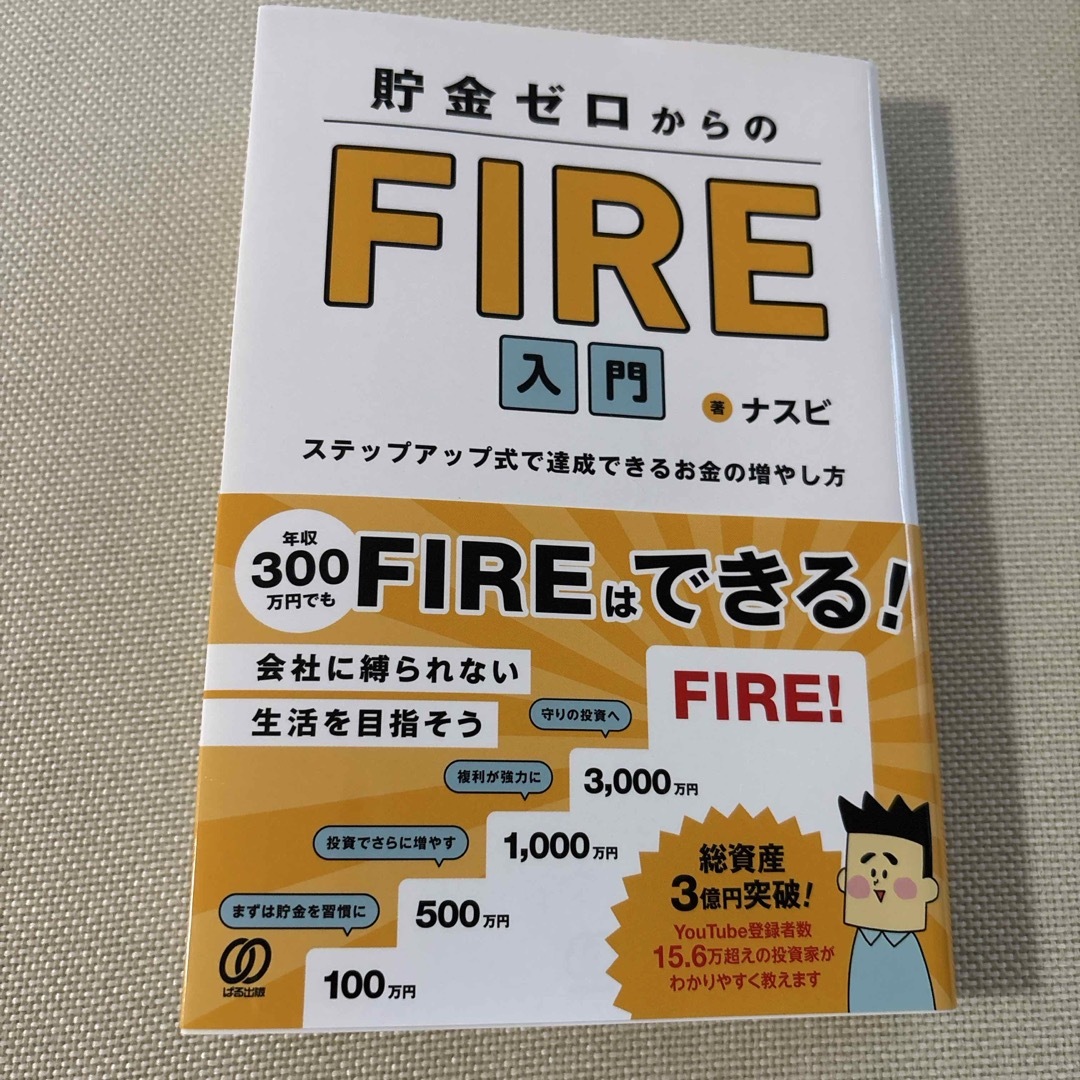 貯金ゼロからの
FIRE
入門
著 ナスビ
ステップアップ式で達成できるお金の増やし方
年収
300
万円でも
FIREはできる!
会社に縛られない
生活を目指そう
FIRE!
守りの投資へ
3,000万円
複利が強力に
1,000万円
投資でさらに増やす
500万円
まずは貯金を習慣に
100万円
総資産
3億円突破!
YouTube登録者数
15.6万超えの投資家が
わかりやすく教えます
ぱる出版